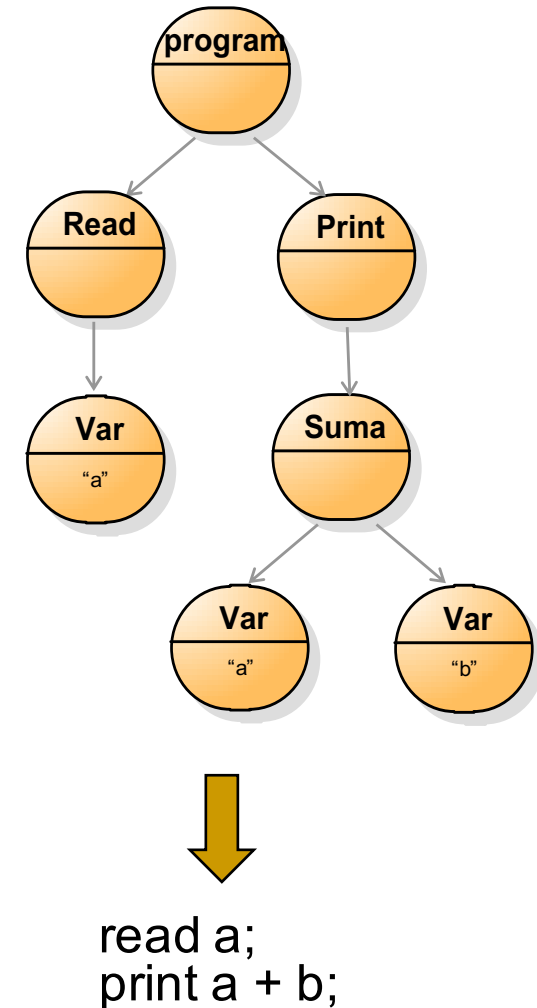 program
Read
Print
Var
“a”
Suma
Var
“a”
Var
“b”
read a;
print a + b;